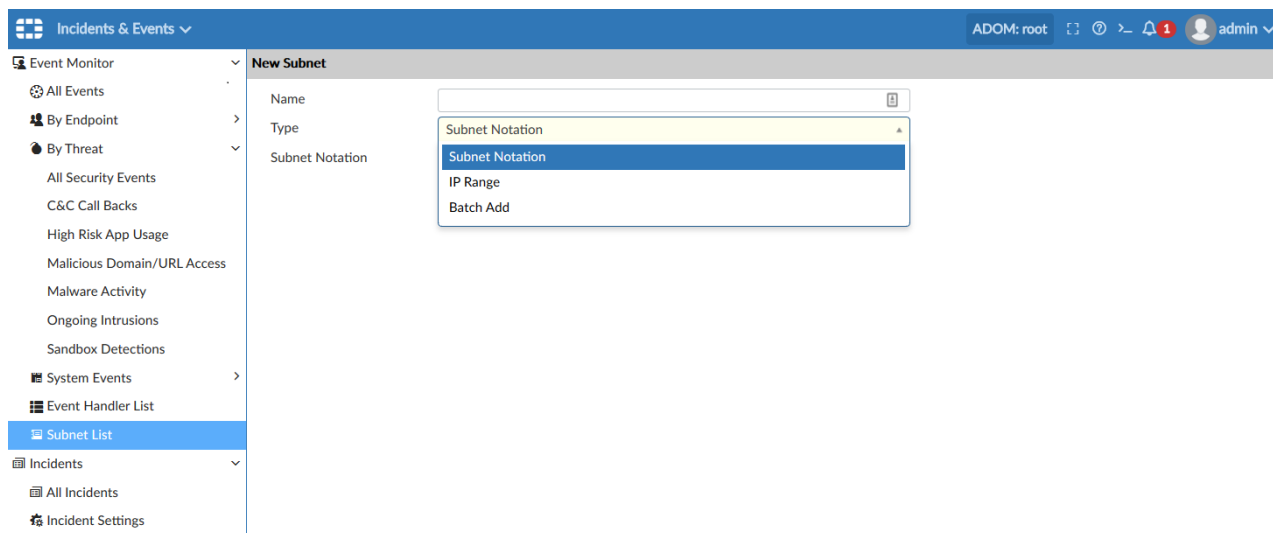 Incidents & Events
ADOM: root
1
admin
Event Monitor
All Events
By Endpoint
By Threat
All Security Events
C&C Call Backs
High Risk App Usage
Malicious Domain/URL Access
Malware Activity
Ongoing Intrusions
Sandbox Detections
System Events
Event Handler List
Subnet List
Incidents
All Incidents
Incident Settings
New Subnet
Name
Type
Subnet Notation
Subnet Notation
Subnet Notation
IP Range
Batch Add